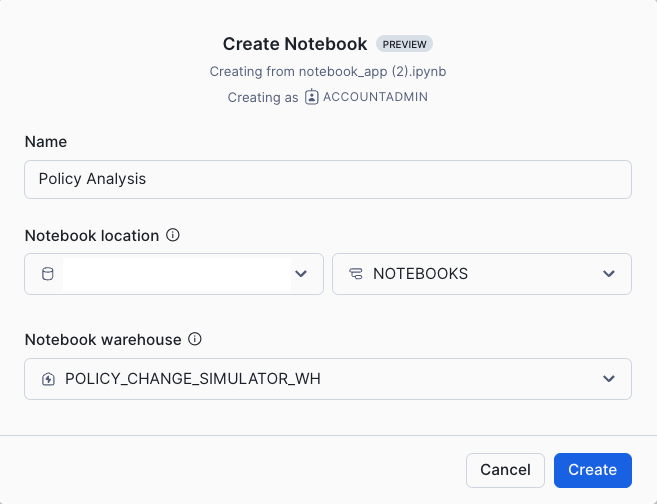 Create Notebook PREVIEW
Creating from notebook_app (2).ipynb
Creating as ACCOUNTADMIN
Name
Policy Analysis
Notebook location
NOTEBOOKS
Notebook warehouse
POLICY_CHANGE_SIMULATOR_WH
Cancel Create